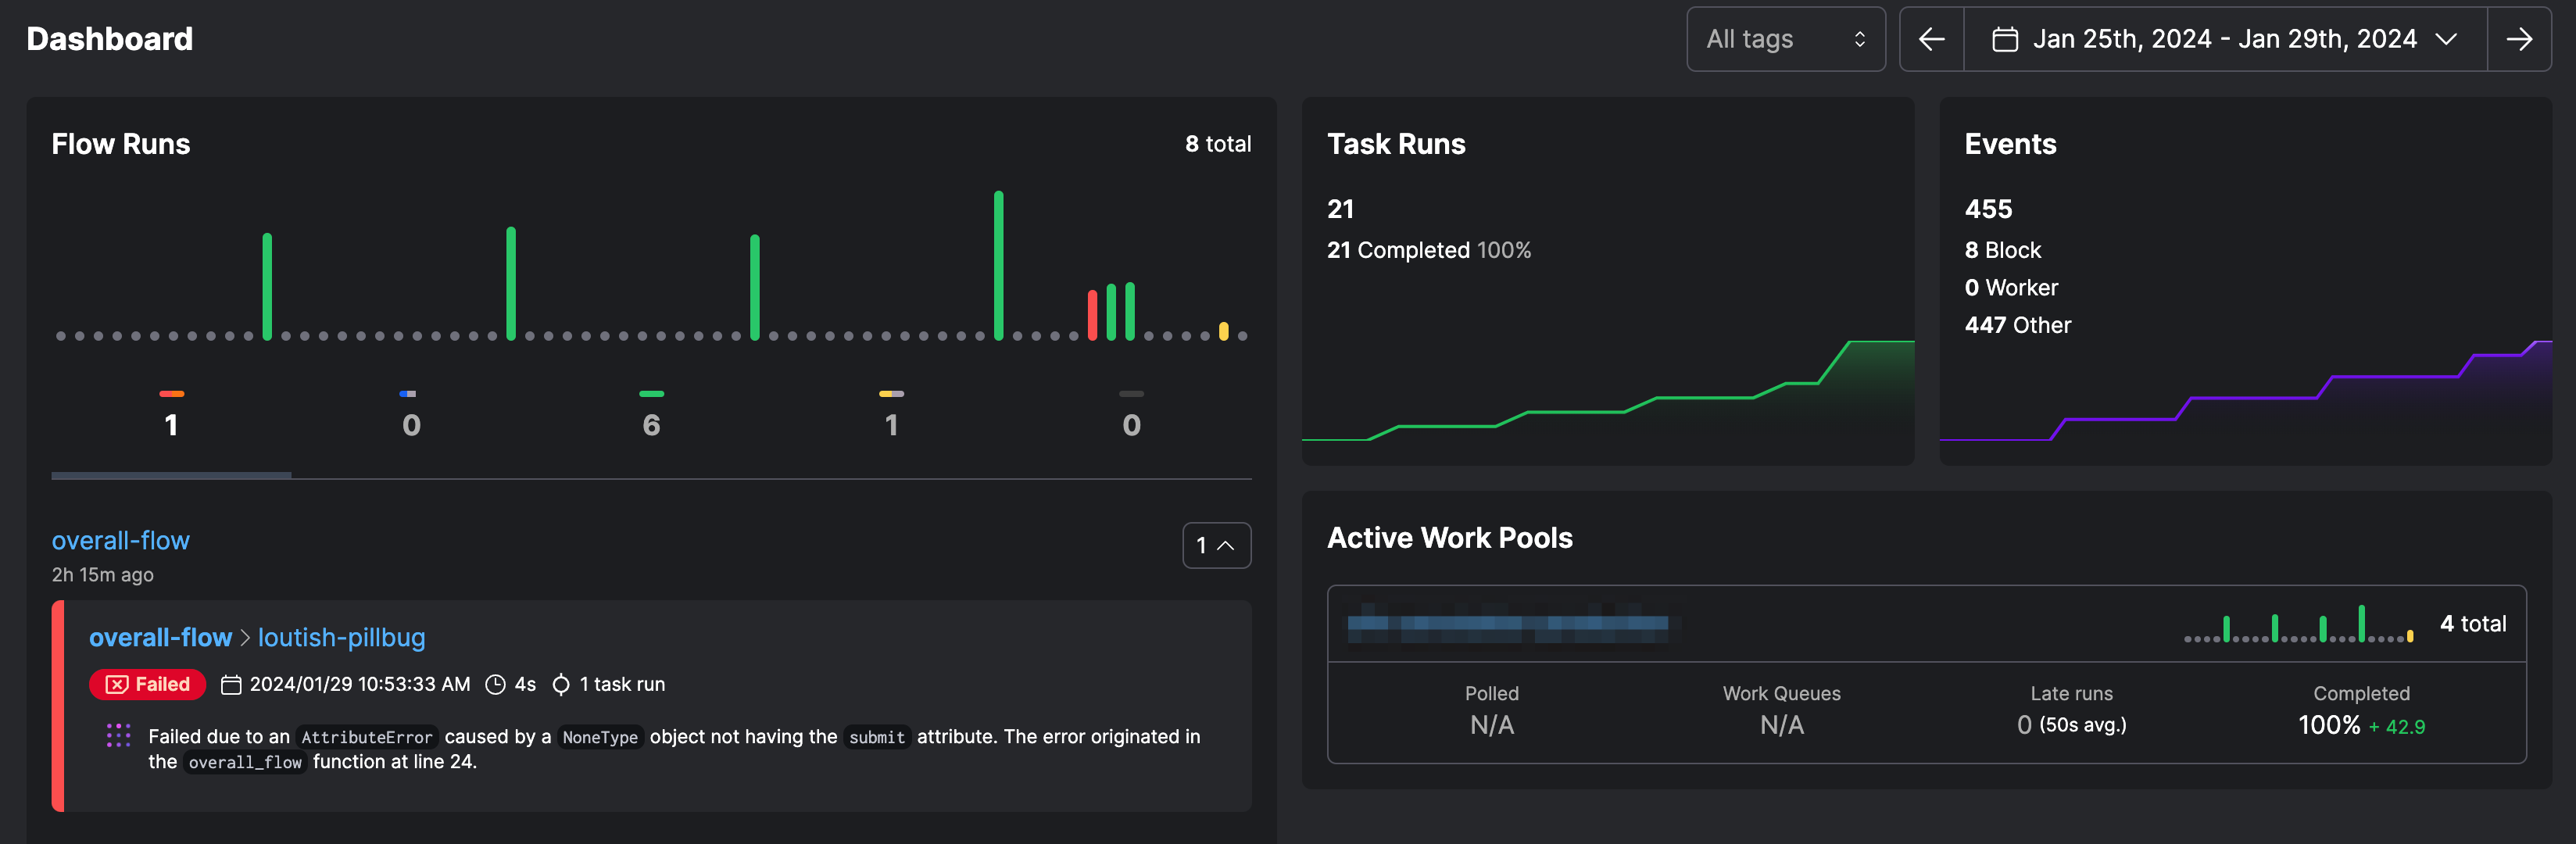 Dashboard
All tags
Jan 25th, 2024 - Jan 29th, 2024
Flow Runs
8 total
1
0
6
1
0
overall-flow
1
2h 15m ago
overall-flow > loutish-pillbug
Failed 2024/01/29 10:53:33 AM 4s 1 task run
Failed due to an AttributeError caused by a NoneType object not having the submit attribute. The error originated in
the overall_flow function at line 24.
Task Runs
21
21 Completed 100%
Events
455
8 Block
0 Worker
447 Other
Active Work Pools
4 total
Polled
N/A
Work Queues
N/A
Late runs
0 (50s avg.)
Completed
100% + 42.9